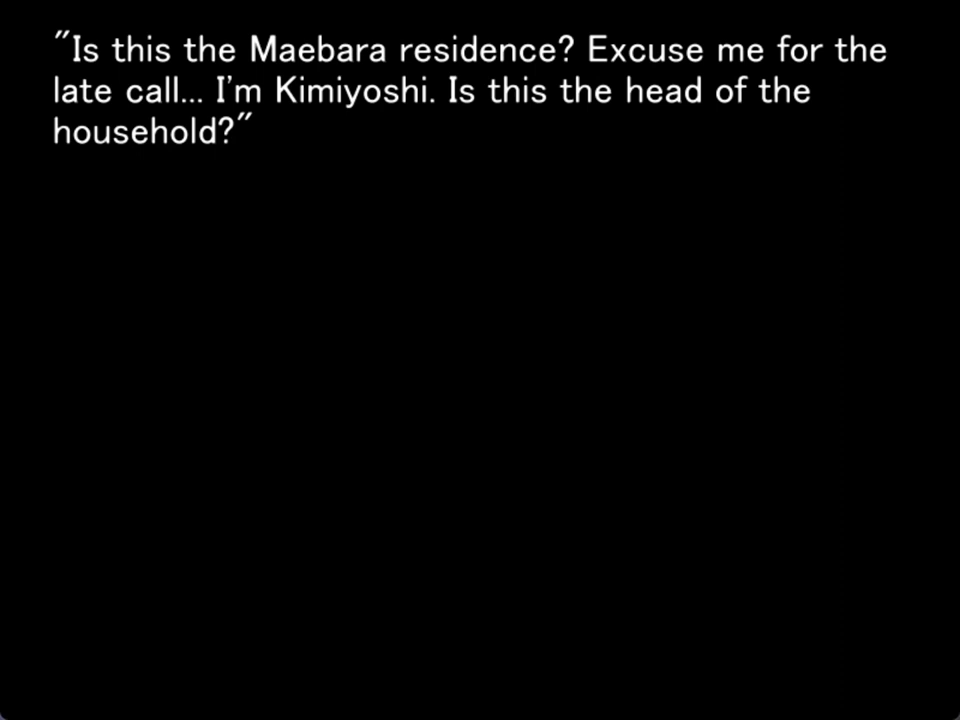 "Is this the Maebara residence? Excuse me for the
late call... I'm Kimiyoshi. Is this the head of the
household?"